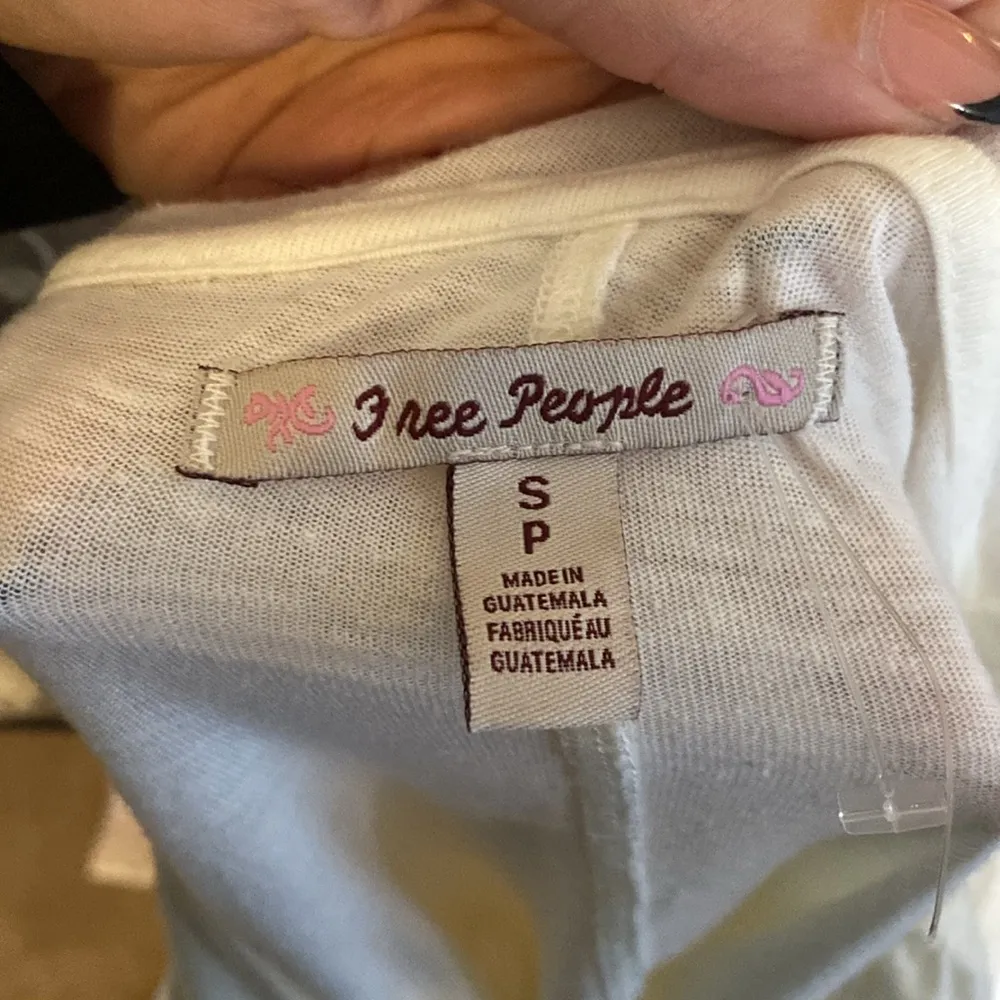 Free People
S
P
MADE IN
GUATEMALA
FABRIQUÉ AU
GUATEMALA